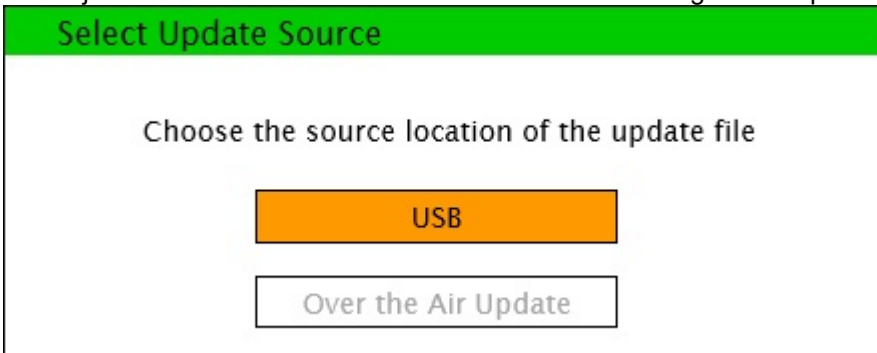 Select Update Source
Choose the source location of the update file
USB
Over the Air Update